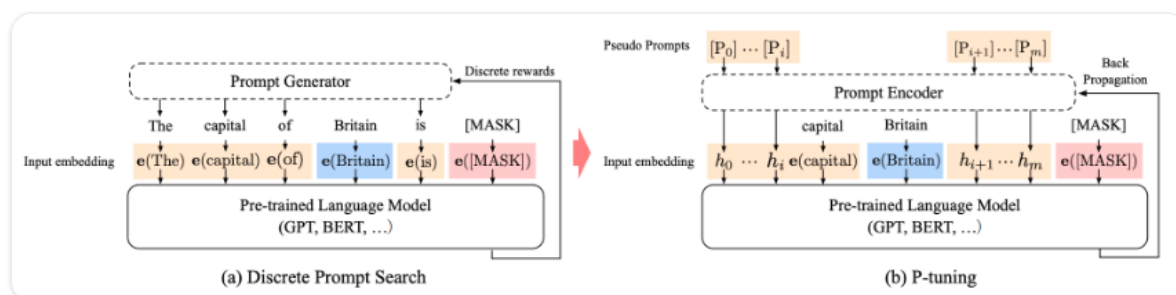 Prompt Generator
Discrete rewards
The capital of Britain is [MASK]
Input embedding e(The) e(capital) e(of) e(Britain) e(is) e([MASK])
Pre-trained Language Model
(GPT, BERT, …)
(a) Discrete Prompt Search
Pseudo Prompts [P₀] ⋯ [Pᵢ] [Pᵢ₊₁] ⋯ [Pₘ]
Back
Propagation
Prompt Encoder
capital Britain [MASK]
Input embedding h₀ ⋯ hᵢ e(capital) e(Britain) hᵢ₊₁ ⋯ hₘ e([MASK])
Pre-trained Language Model
(GPT, BERT, …)
(b) P-tuning